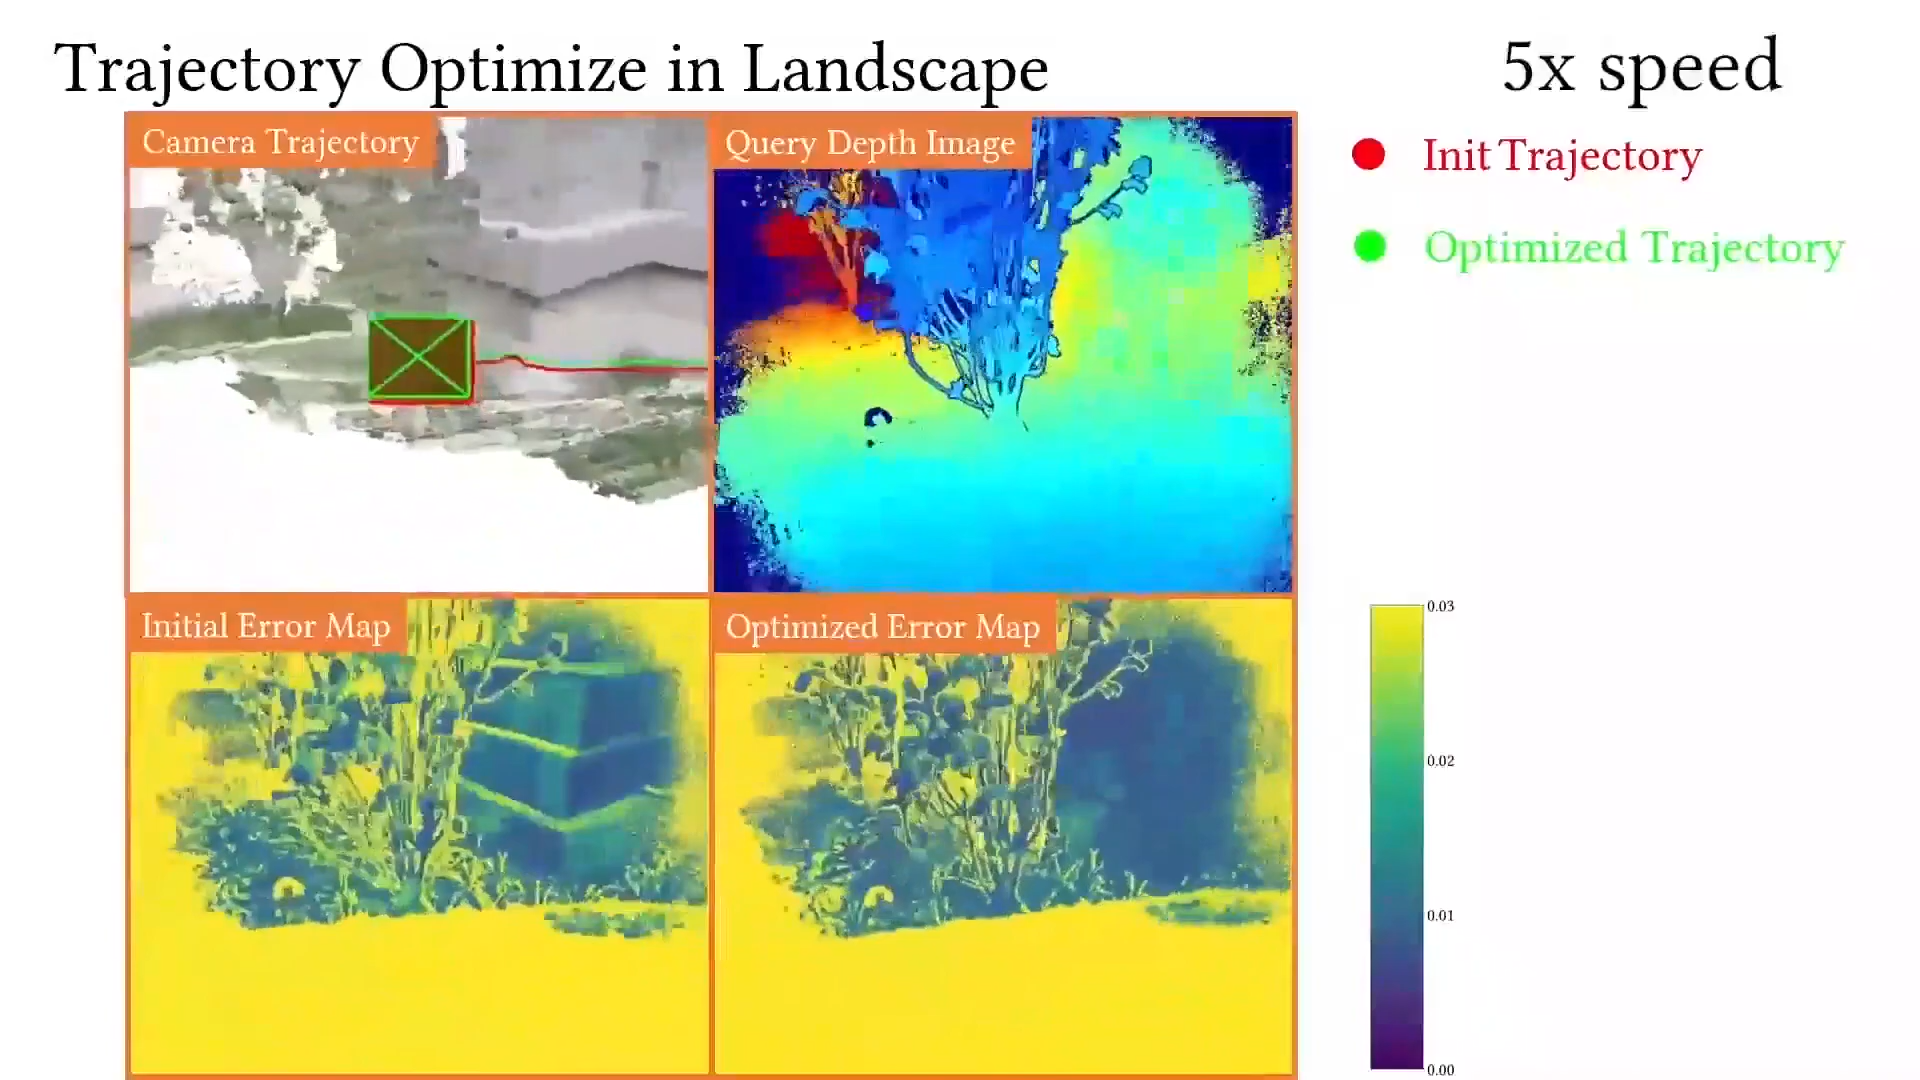 Trajectory Optimize in Landscape
5x speed
Camera Trajectory
Query Depth Image
Init Trajectory
Optimized Trajectory
Initial Error Map
Optimized Error Map
0.03
0.02
0.01
0.00